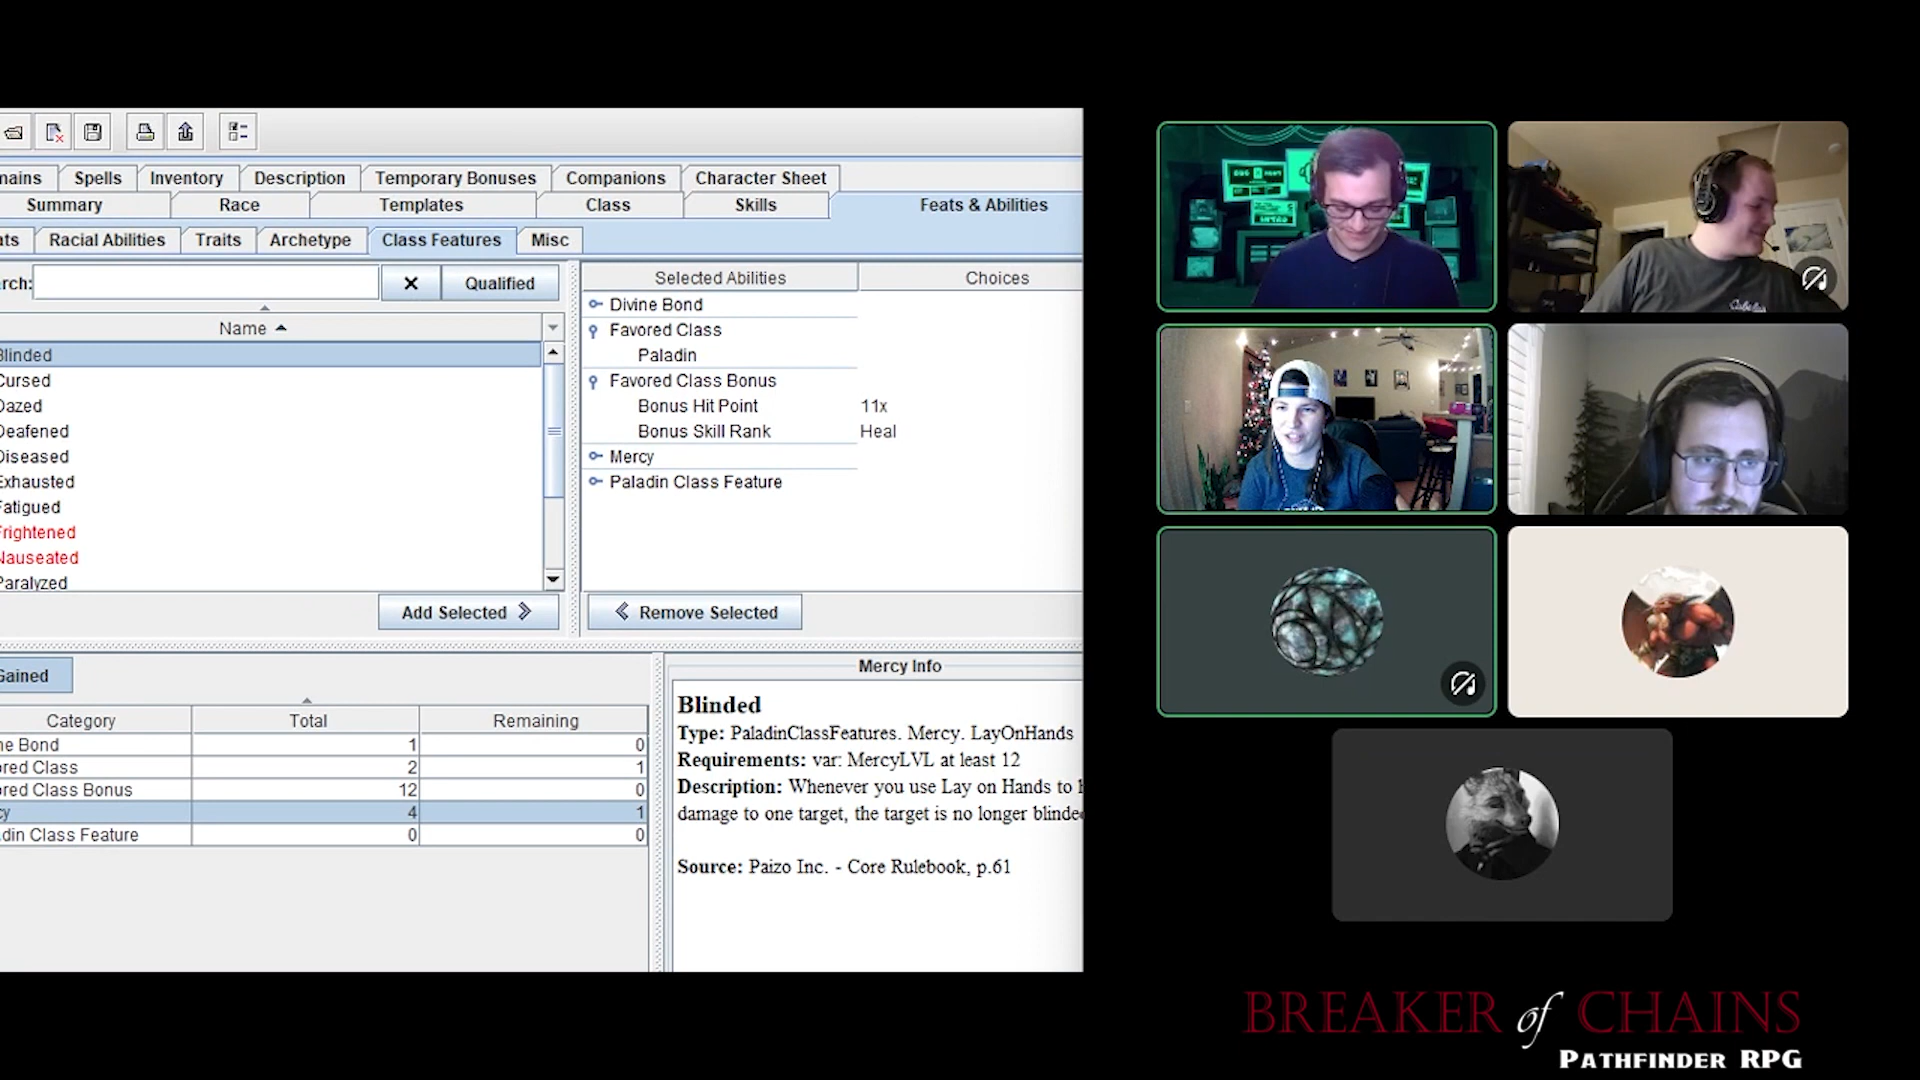 mains Spells Inventory Description Temporary Bonuses Companions Character Sheet
Summary Race Templates Class Skills Feats & Abilities
ats Racial Abilities Traits Archetype Class Features Misc
rch: Qualified
Selected Abilities Choices
Name
Blinded
Cursed
Dazed
Deafened
Diseased
Exhausted
Fatigued
Frightened
Nauseated
Paralyzed
Divine Bond
Favored Class
Paladin
Favored Class Bonus
Bonus Hit Point 11x
Bonus Skill Rank Heal
Mercy
Paladin Class Feature
Add Selected
Remove Selected
Gained
Category Total Remaining
ne Bond 1 0
ored Class 2 1
ored Class Bonus 12 0
cy 4 1
din Class Feature 0 0
Mercy Info
Blinded
Type: PaladinClassFeatures. Mercy. LayOnHands
Requirements: var: MercyLVL at least 12
Description: Whenever you use Lay on Hands to
damage to one target, the target is no longer blinded
Source: Paizo Inc. - Core Rulebook, p.61
BREAKER of CHAINS
PATHFINDER RPG